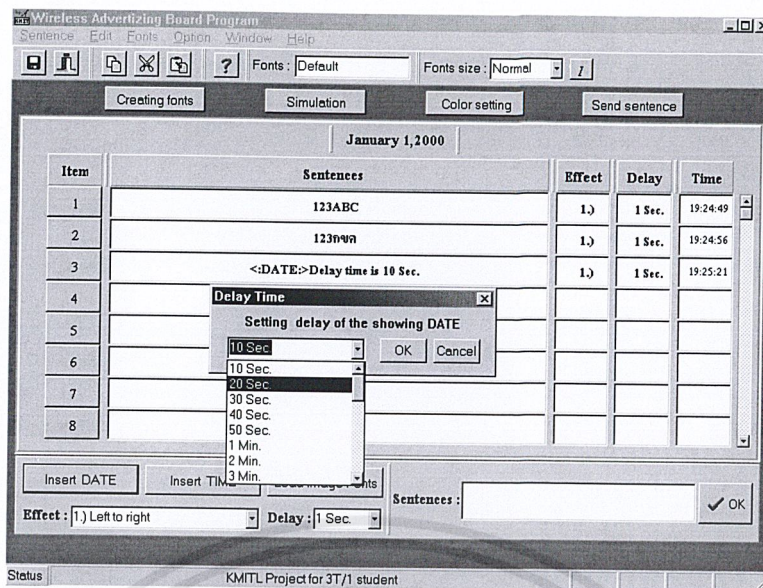 Wireless Advertizing Board Program
Sentence Edit Fonts Option Window Help
? Fonts : Default Fonts size : Normal I
Creating fonts Simulation Color setting Send sentence
January 1,2000
Item Sentences Effect Delay Time
1 123ABC 1.) 1 Sec. 19:24:49
2 123กขค 1.) 1 Sec. 19:24:56
3 <:DATE:>Delay time is 10 Sec. 1.) 1 Sec. 19:25:21
4
Delay Time
5
Setting delay of the showing DATE
6
10 Sec. OK Cancel
10 Sec.
7
20 Sec.
30 Sec.
8
40 Sec.
50 Sec.
1 Min.
2 Min.
3 Min.
Insert DATE Insert TIME
Sentences : OK
Effect : 1.) Left to right Delay : 1 Sec.
Status KMITL Project for 3T/1 student